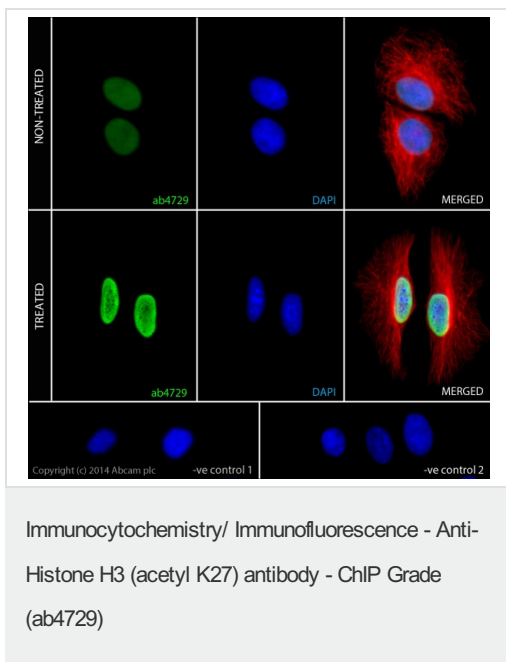 NON-TREATED
ab4729
DAPI
MERGED
TREATED
ab4729
DAPI
MERGED
Copyright (c) 2014 Abcam plc
-ve control 1
-ve control 2
Immunocytochemistry/ Immunofluorescence - Anti-
Histone H3 (acetyl K27) antibody - ChIP Grade
(ab4729)